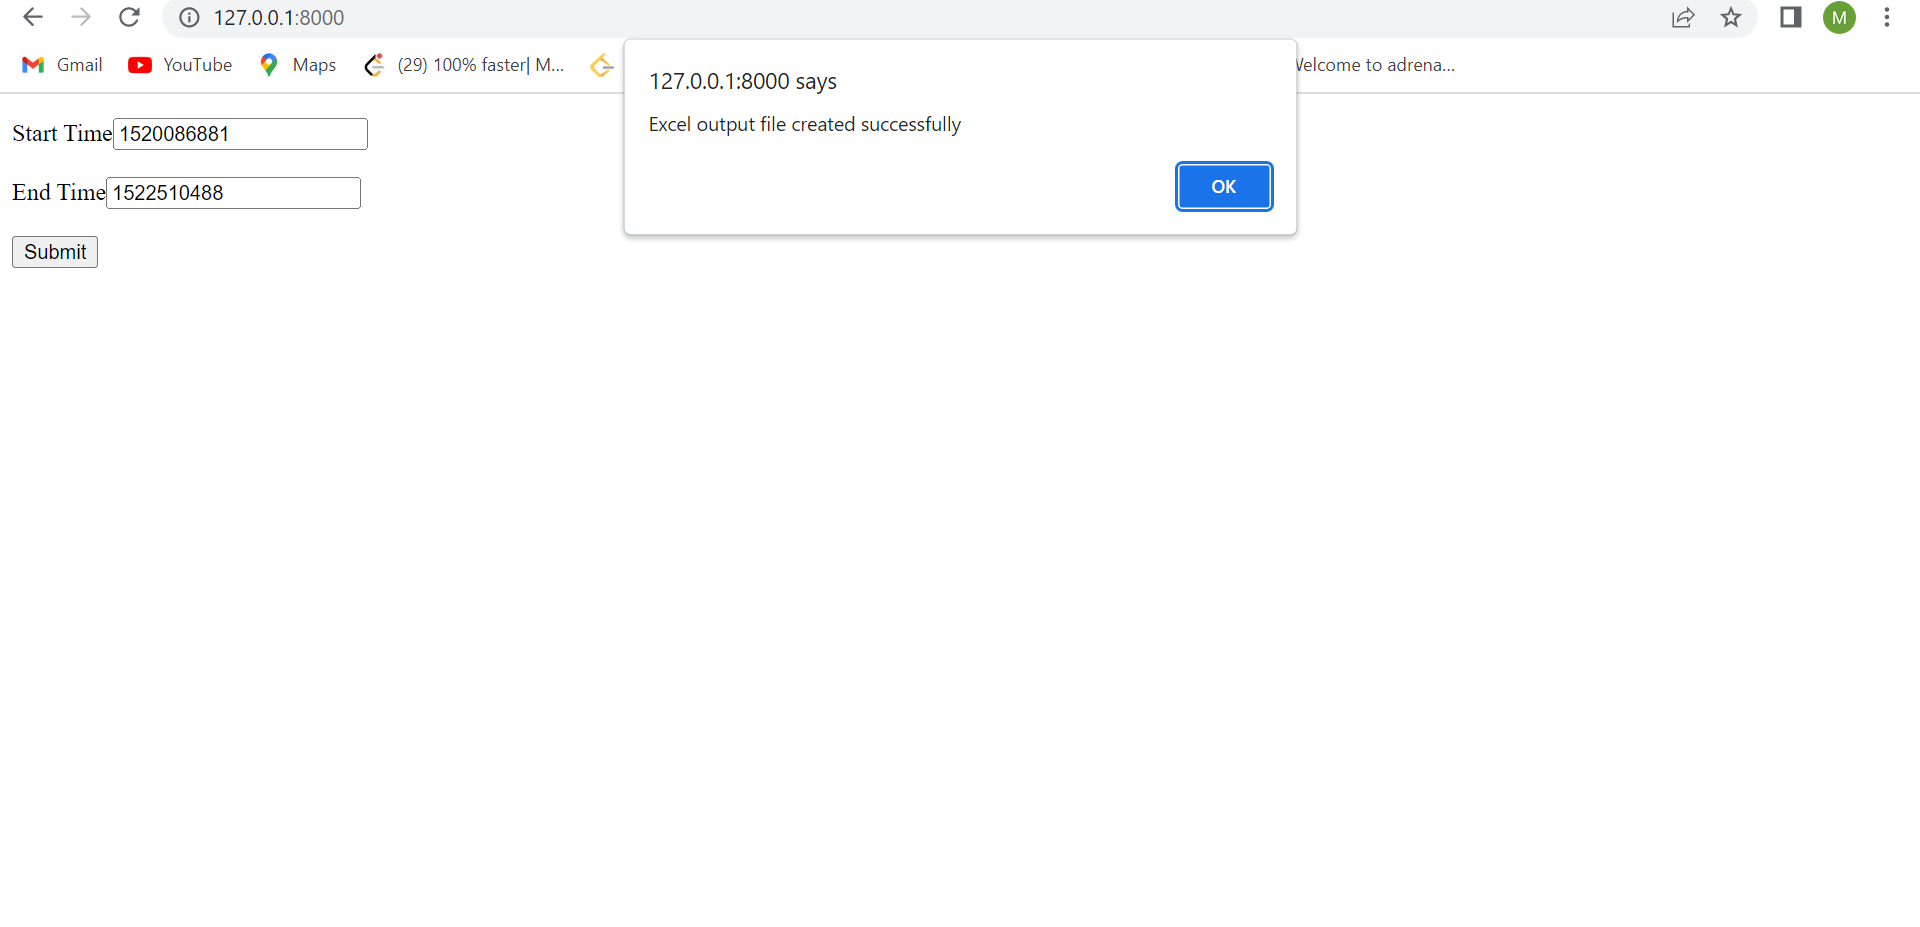 127.0.0.1:8000
M
Gmail YouTube Maps (29) 100% faster| M... to adrena...
127.0.0.1:8000 says
Excel output file created successfully
OK
Start Time 1520086881
End Time 1522510488
Submit